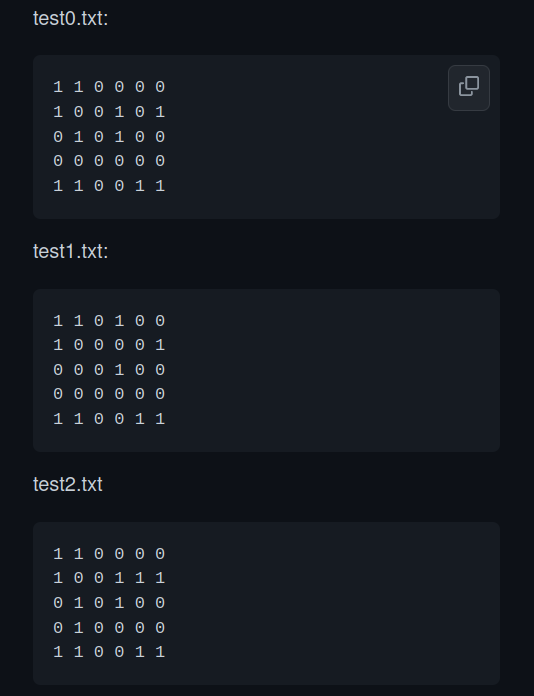 test0.txt:
1 1 0 0 0 0
1 0 0 1 0 1
0 1 0 1 0 0
0 0 0 0 0 0
1 1 0 0 1 1
test1.txt:
1 1 0 1 0 0
1 0 0 0 0 1
0 0 0 1 0 0
0 0 0 0 0 0
1 1 0 0 1 1
test2.txt
1 1 0 0 0 0
1 0 0 1 1 1
0 1 0 1 0 0
0 1 0 0 0 0
1 1 0 0 1 1